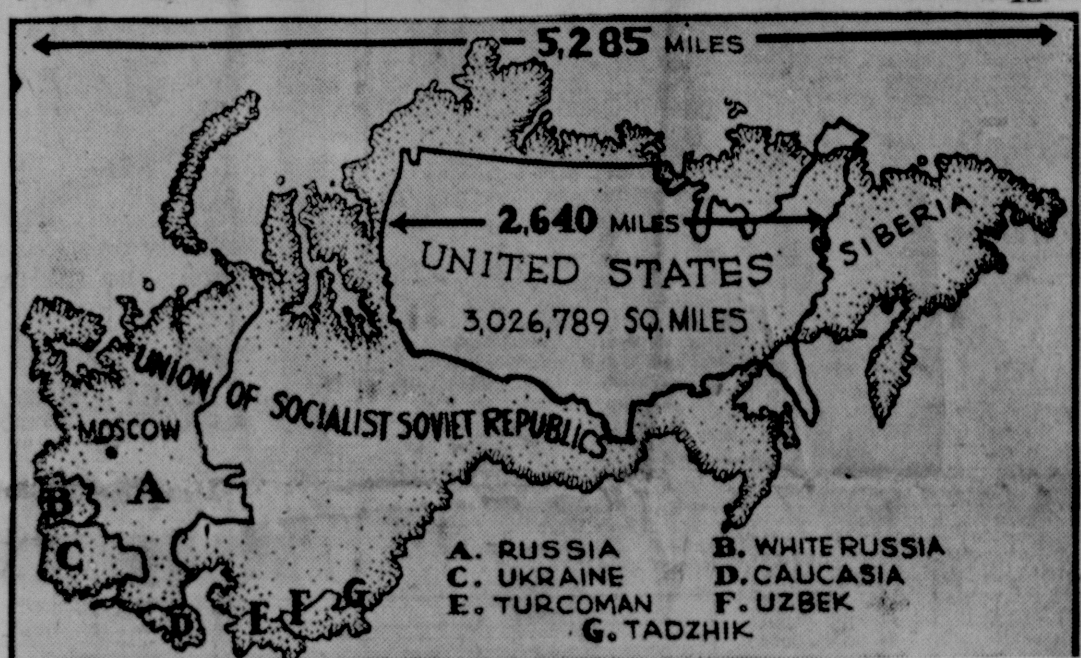 5,285 MILES
2,640 MILES
UNITED STATES
3,026,789 SQ. MILES
SIBERIA
UNION OF SOCIALIST SOVIET REPUBLICS
MOSCOW
A
B
C
D
E
F
G
A. RUSSIA B. WHITE RUSSIA
C. UKRAINE D. CAUCASIA
E. TURCOMAN F. UZBEK
G. TADZHIK